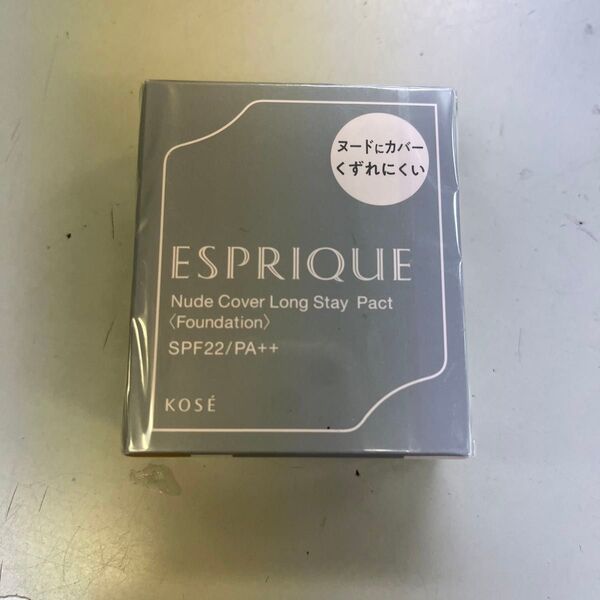 ヌードにカバー
くずれにくい
ESPRIQUE
Nude Cover Long Stay Pact
〈Foundation〉
SPF22/PA++
KOSÉ